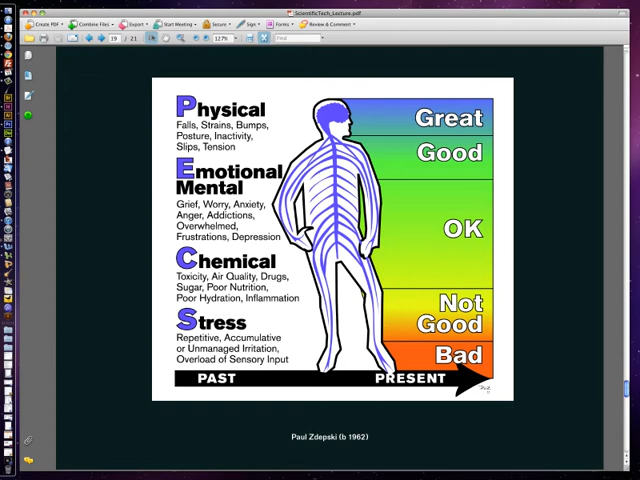 ScientificTech_Lecture.pdf
Create PDF
Combine Files
Export
Start Meeting
Secure
Sign
Forms
Review & Comment
19 / 21
127%
Find
Physical
Falls, Strains, Bumps,
Posture, Inactivity,
Slips, Tension
Emotional
Mental
Grief, Worry, Anxiety,
Anger, Addictions,
Overwhelmed,
Frustrations, Depression
Chemical
Toxicity, Air Quality, Drugs,
Sugar, Poor Nutrition,
Poor Hydration, Inflammation
Stress
Repetitive, Accumulative
or Unmanaged Irritation,
Overload of Sensory Input
Great
Good
OK
Not
Good
Bad
PAST
PRESENT
Paul Zdepski (b 1962)